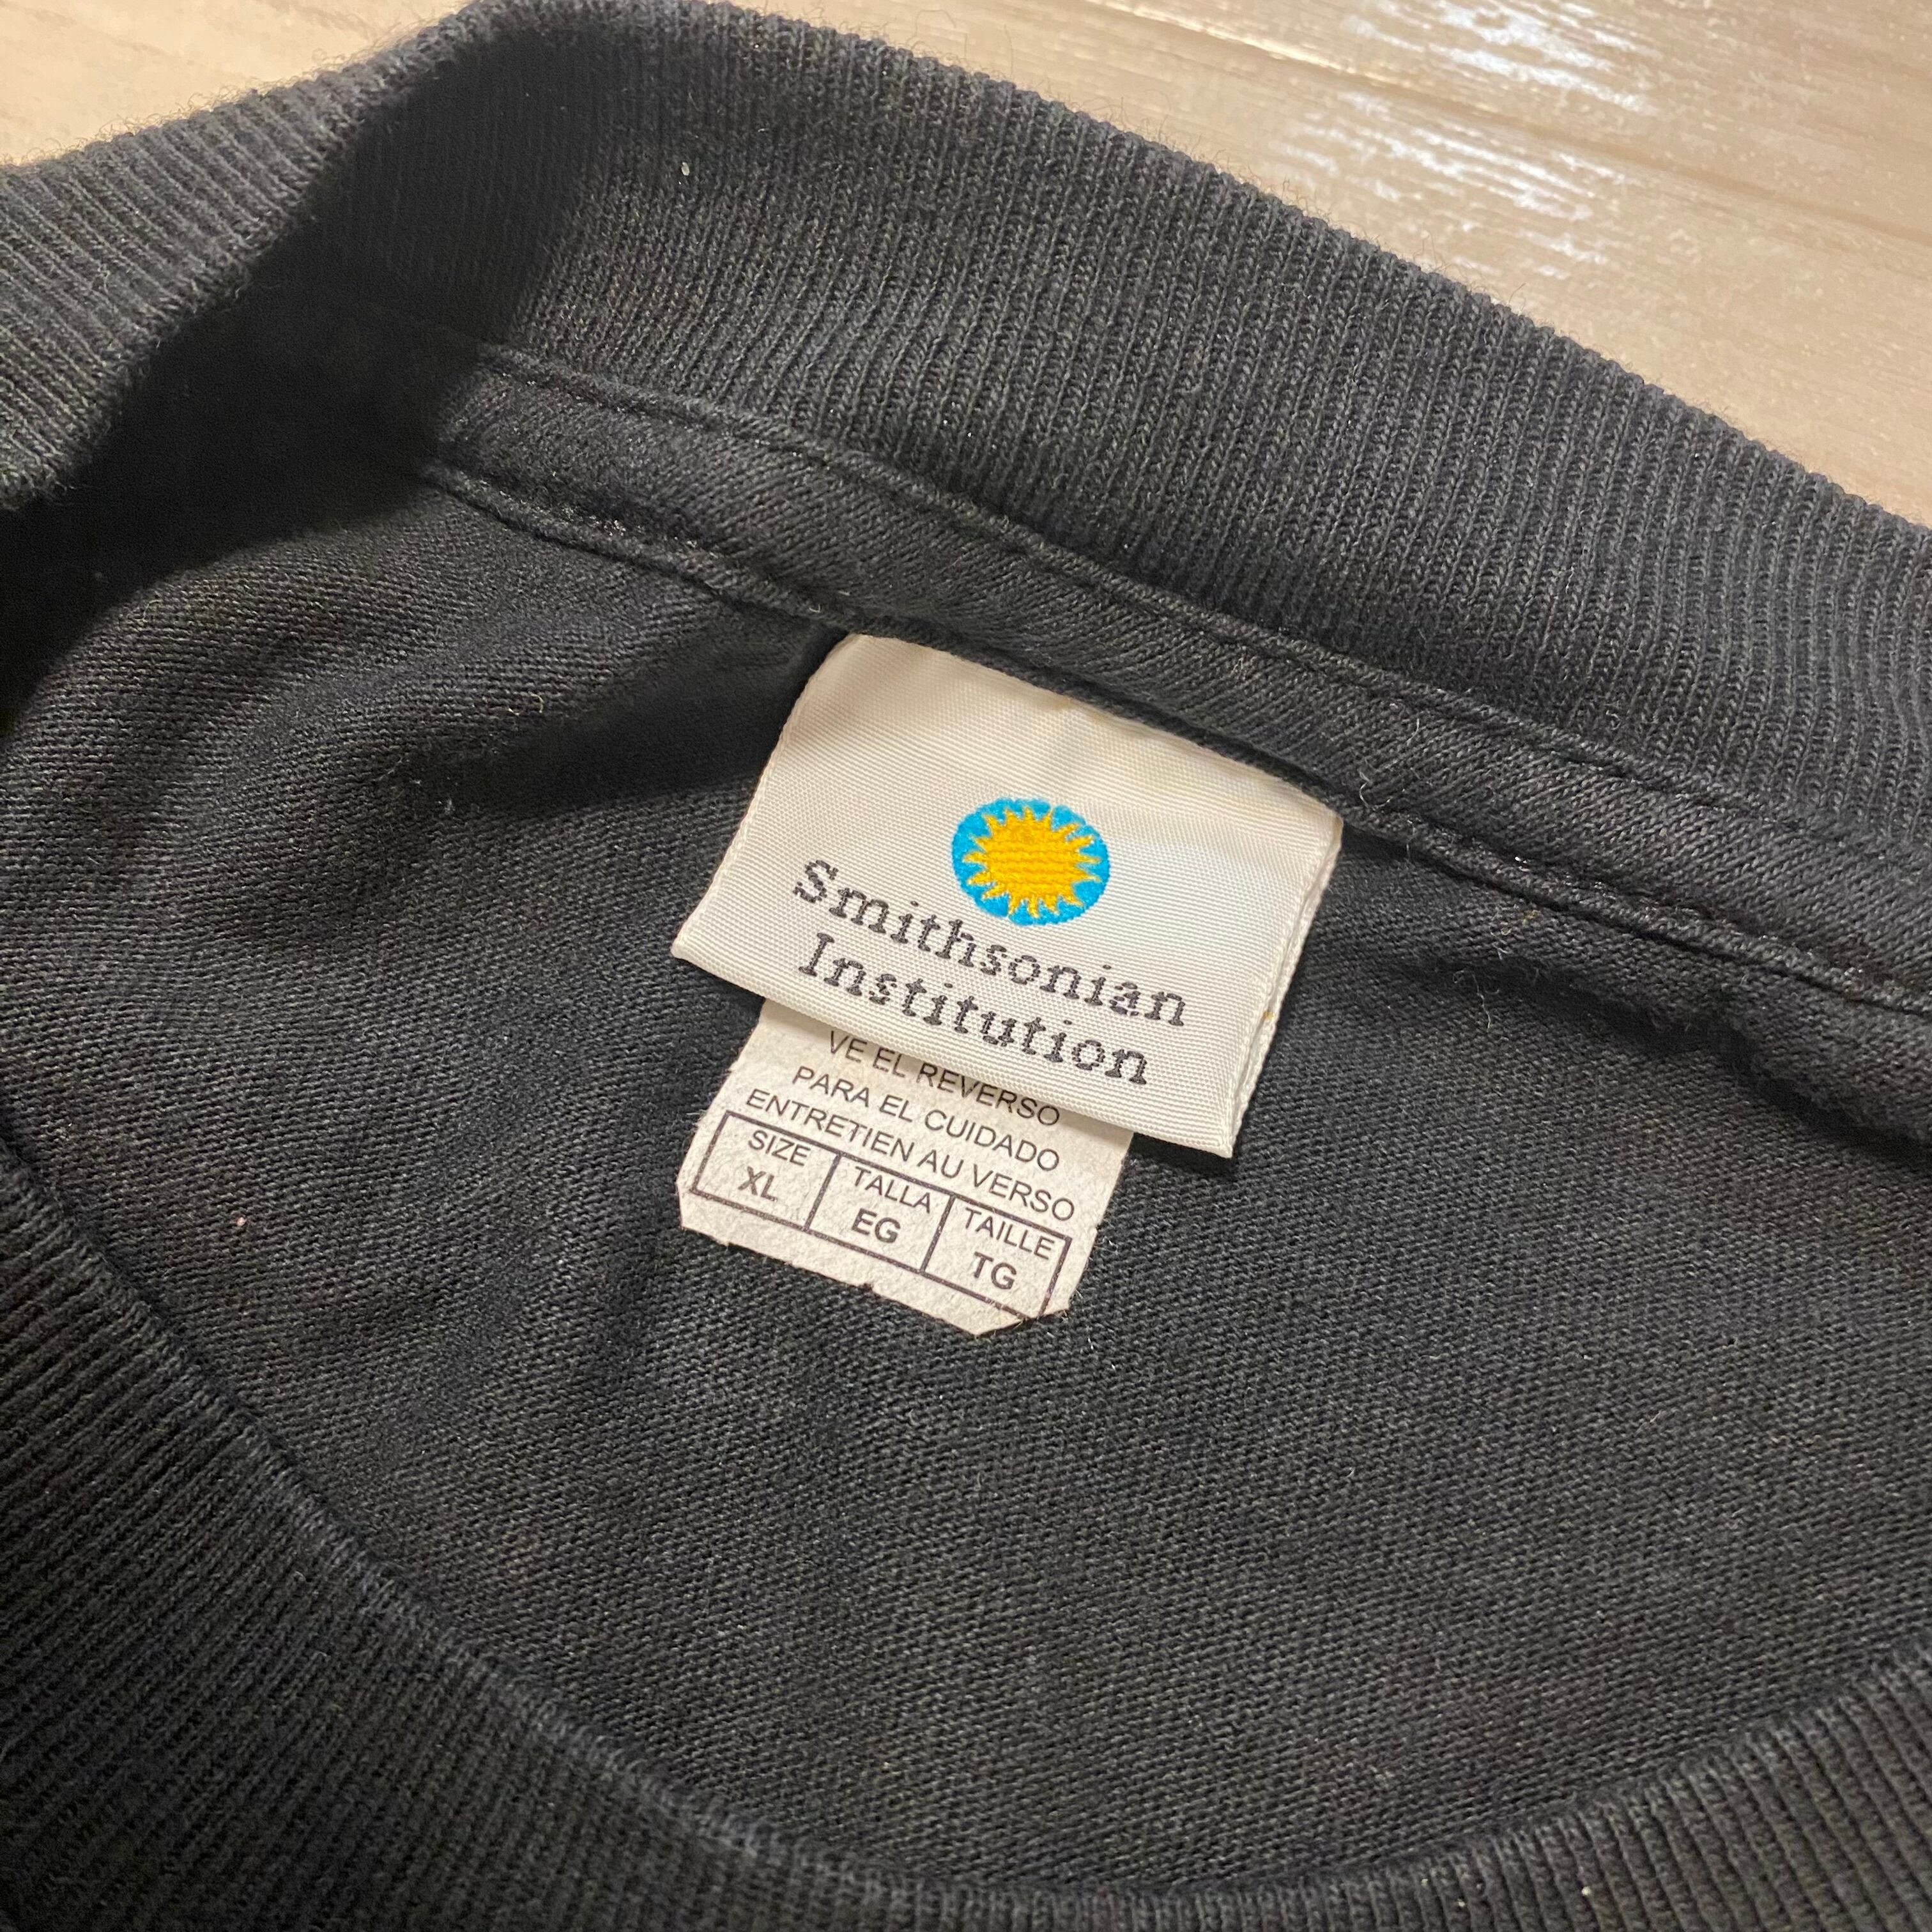 Smithsonian
Institution
VE EL REVERSO
PARA EL CUIDADO
ENTRETIEN AU VERSO
SIZE TALLA TAILLE
XL EG TG